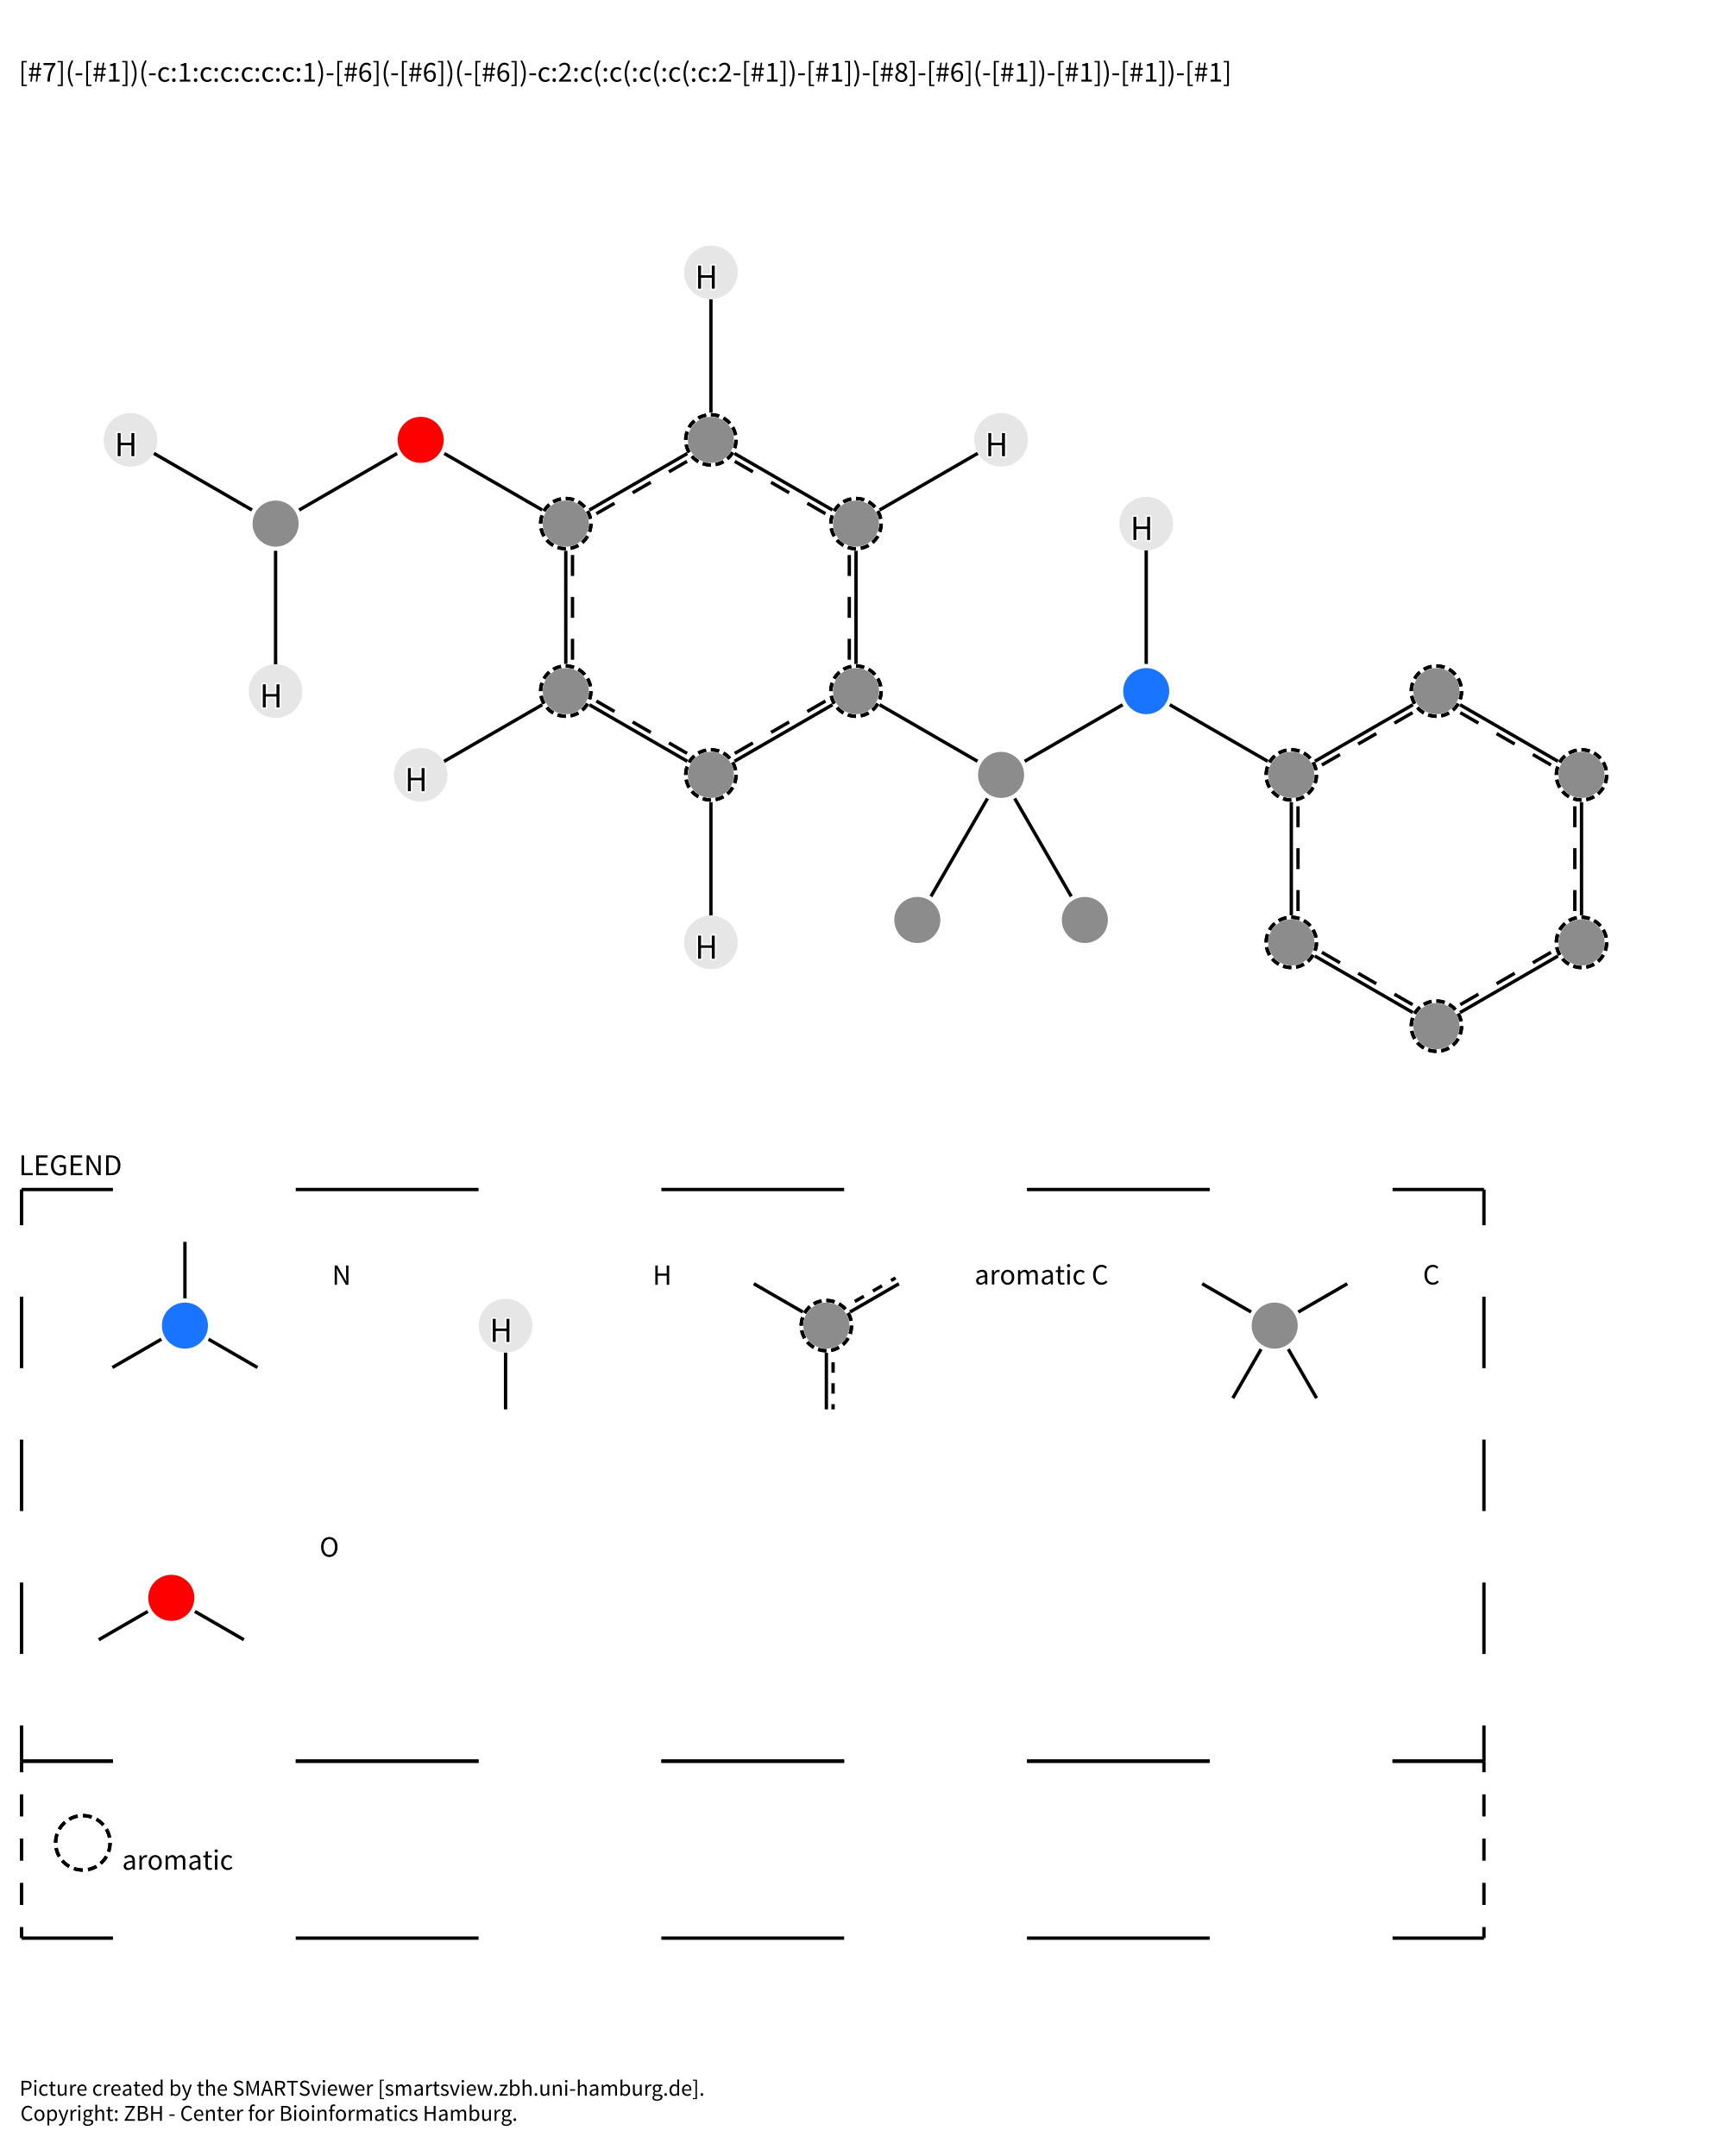 [#7](-[#1])(-c:1:c:c:c:c:c:1)-[#6](-[#6])(-[#6])-c:2:c(:c(:c(:c(:c:2-[#1])-[#1])-[#8]-[#6](-[#1])-[#1])-[#1])-[#1]
H
H
H
H
H
H
H
LEGEND
N
H
aromatic C
C
H
O
aromatic
Picture created by the SMARTSviewer [smartsview.zbh.uni-hamburg.de].
Copyright: ZBH - Center for Bioinformatics Hamburg.